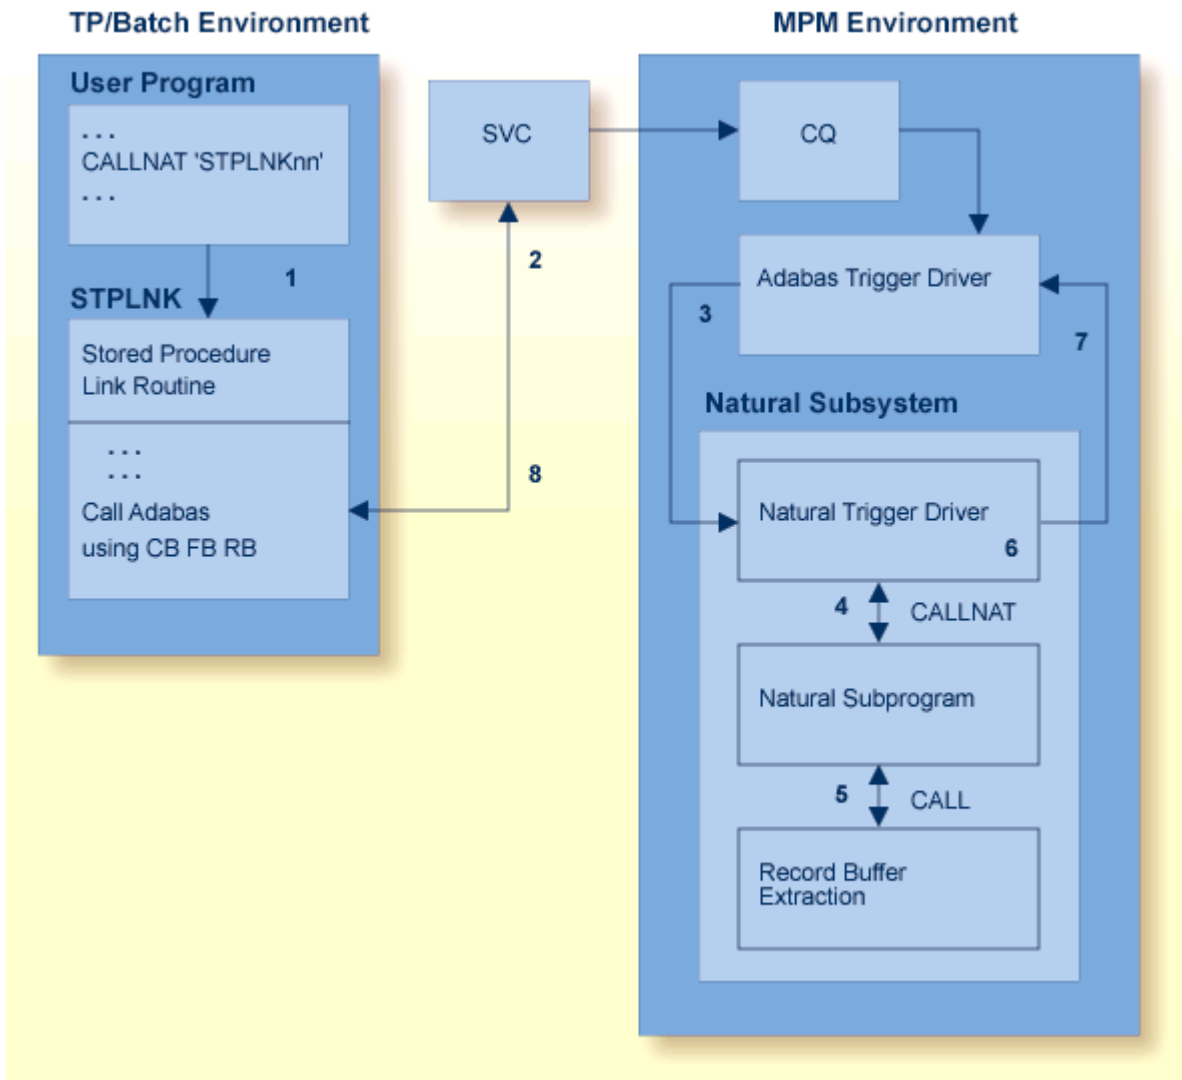 TP/Batch Environment
MPM Environment
User Program
. . .
CALLNAT 'STPLNKnn'
. . .
1
STPLNK
Stored Procedure
Link Routine
. . .
. . .
Call Adabas
using CB FB RB
SVC
2
8
CQ
Adabas Trigger Driver
3
7
Natural Subsystem
Natural Trigger Driver
6
4 CALLNAT
Natural Subprogram
5 CALL
Record Buffer
Extraction